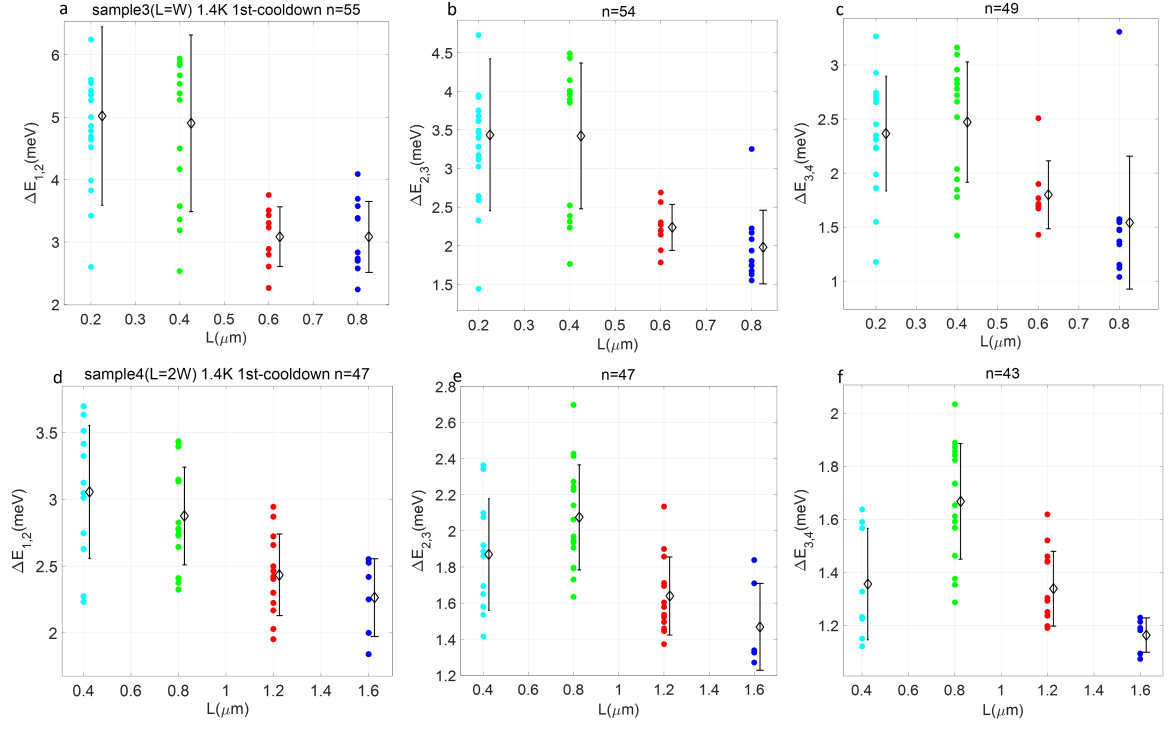 a sample3(L=W) 1.4K 1st-cooldown n=55
6
5
4
3
2
ΔE1,2(meV)
0.2 0.3 0.4 0.5 0.6 0.7 0.8
L(μm)
b n=54
4.5
4
3.5
3
2.5
2
1.5
ΔE2,3(meV)
0.2 0.3 0.4 0.5 0.6 0.7 0.8
L(μm)
c n=49
3
2.5
2
1.5
1
ΔE3,4(meV)
0.2 0.3 0.4 0.5 0.6 0.7 0.8
L(μm)
d sample4(L=2W) 1.4K 1st-cooldown n=47
3.5
3
2.5
2
ΔE1,2(meV)
0.4 0.6 0.8 1 1.2 1.4 1.6
L(μm)
e n=47
2.8
2.6
2.4
2.2
2
1.8
1.6
1.4
1.2
ΔE2,3(meV)
0.4 0.6 0.8 1 1.2 1.4 1.6
L(μm)
f n=43
2
1.8
1.6
1.4
1.2
ΔE3,4(meV)
0.4 0.6 0.8 1 1.2 1.4 1.6
L(μm)